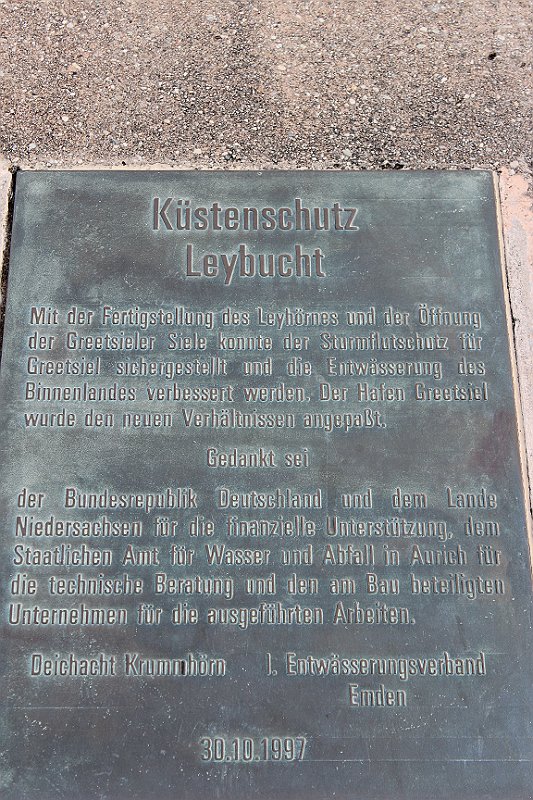 Küstenschutz
Leybucht
Mit der Fertigstellung des Leyhörnes und der Öffnung
der Greetsieler Siele konnte der Sturmflutschutz für
Greetsiel sichergestellt und die Entwässerung des
Binnenlandes verbessert werden. Der Hafen Greetsiel
wurde den neuen Verhältnissen angepaßt.
Gedankt sei
der Bundesrepublik Deutschland und dem Lande
Niedersachsen für die finanzielle Unterstützung, dem
Staatlichen Amt für Wasser und Abfall in Aurich für
die technische Beratung und den am Bau beteiligten
Unternehmen für die ausgeführten Arbeiten.
Deichacht Krummhörn I. Entwässerungsverband
Emden
30.10.1997